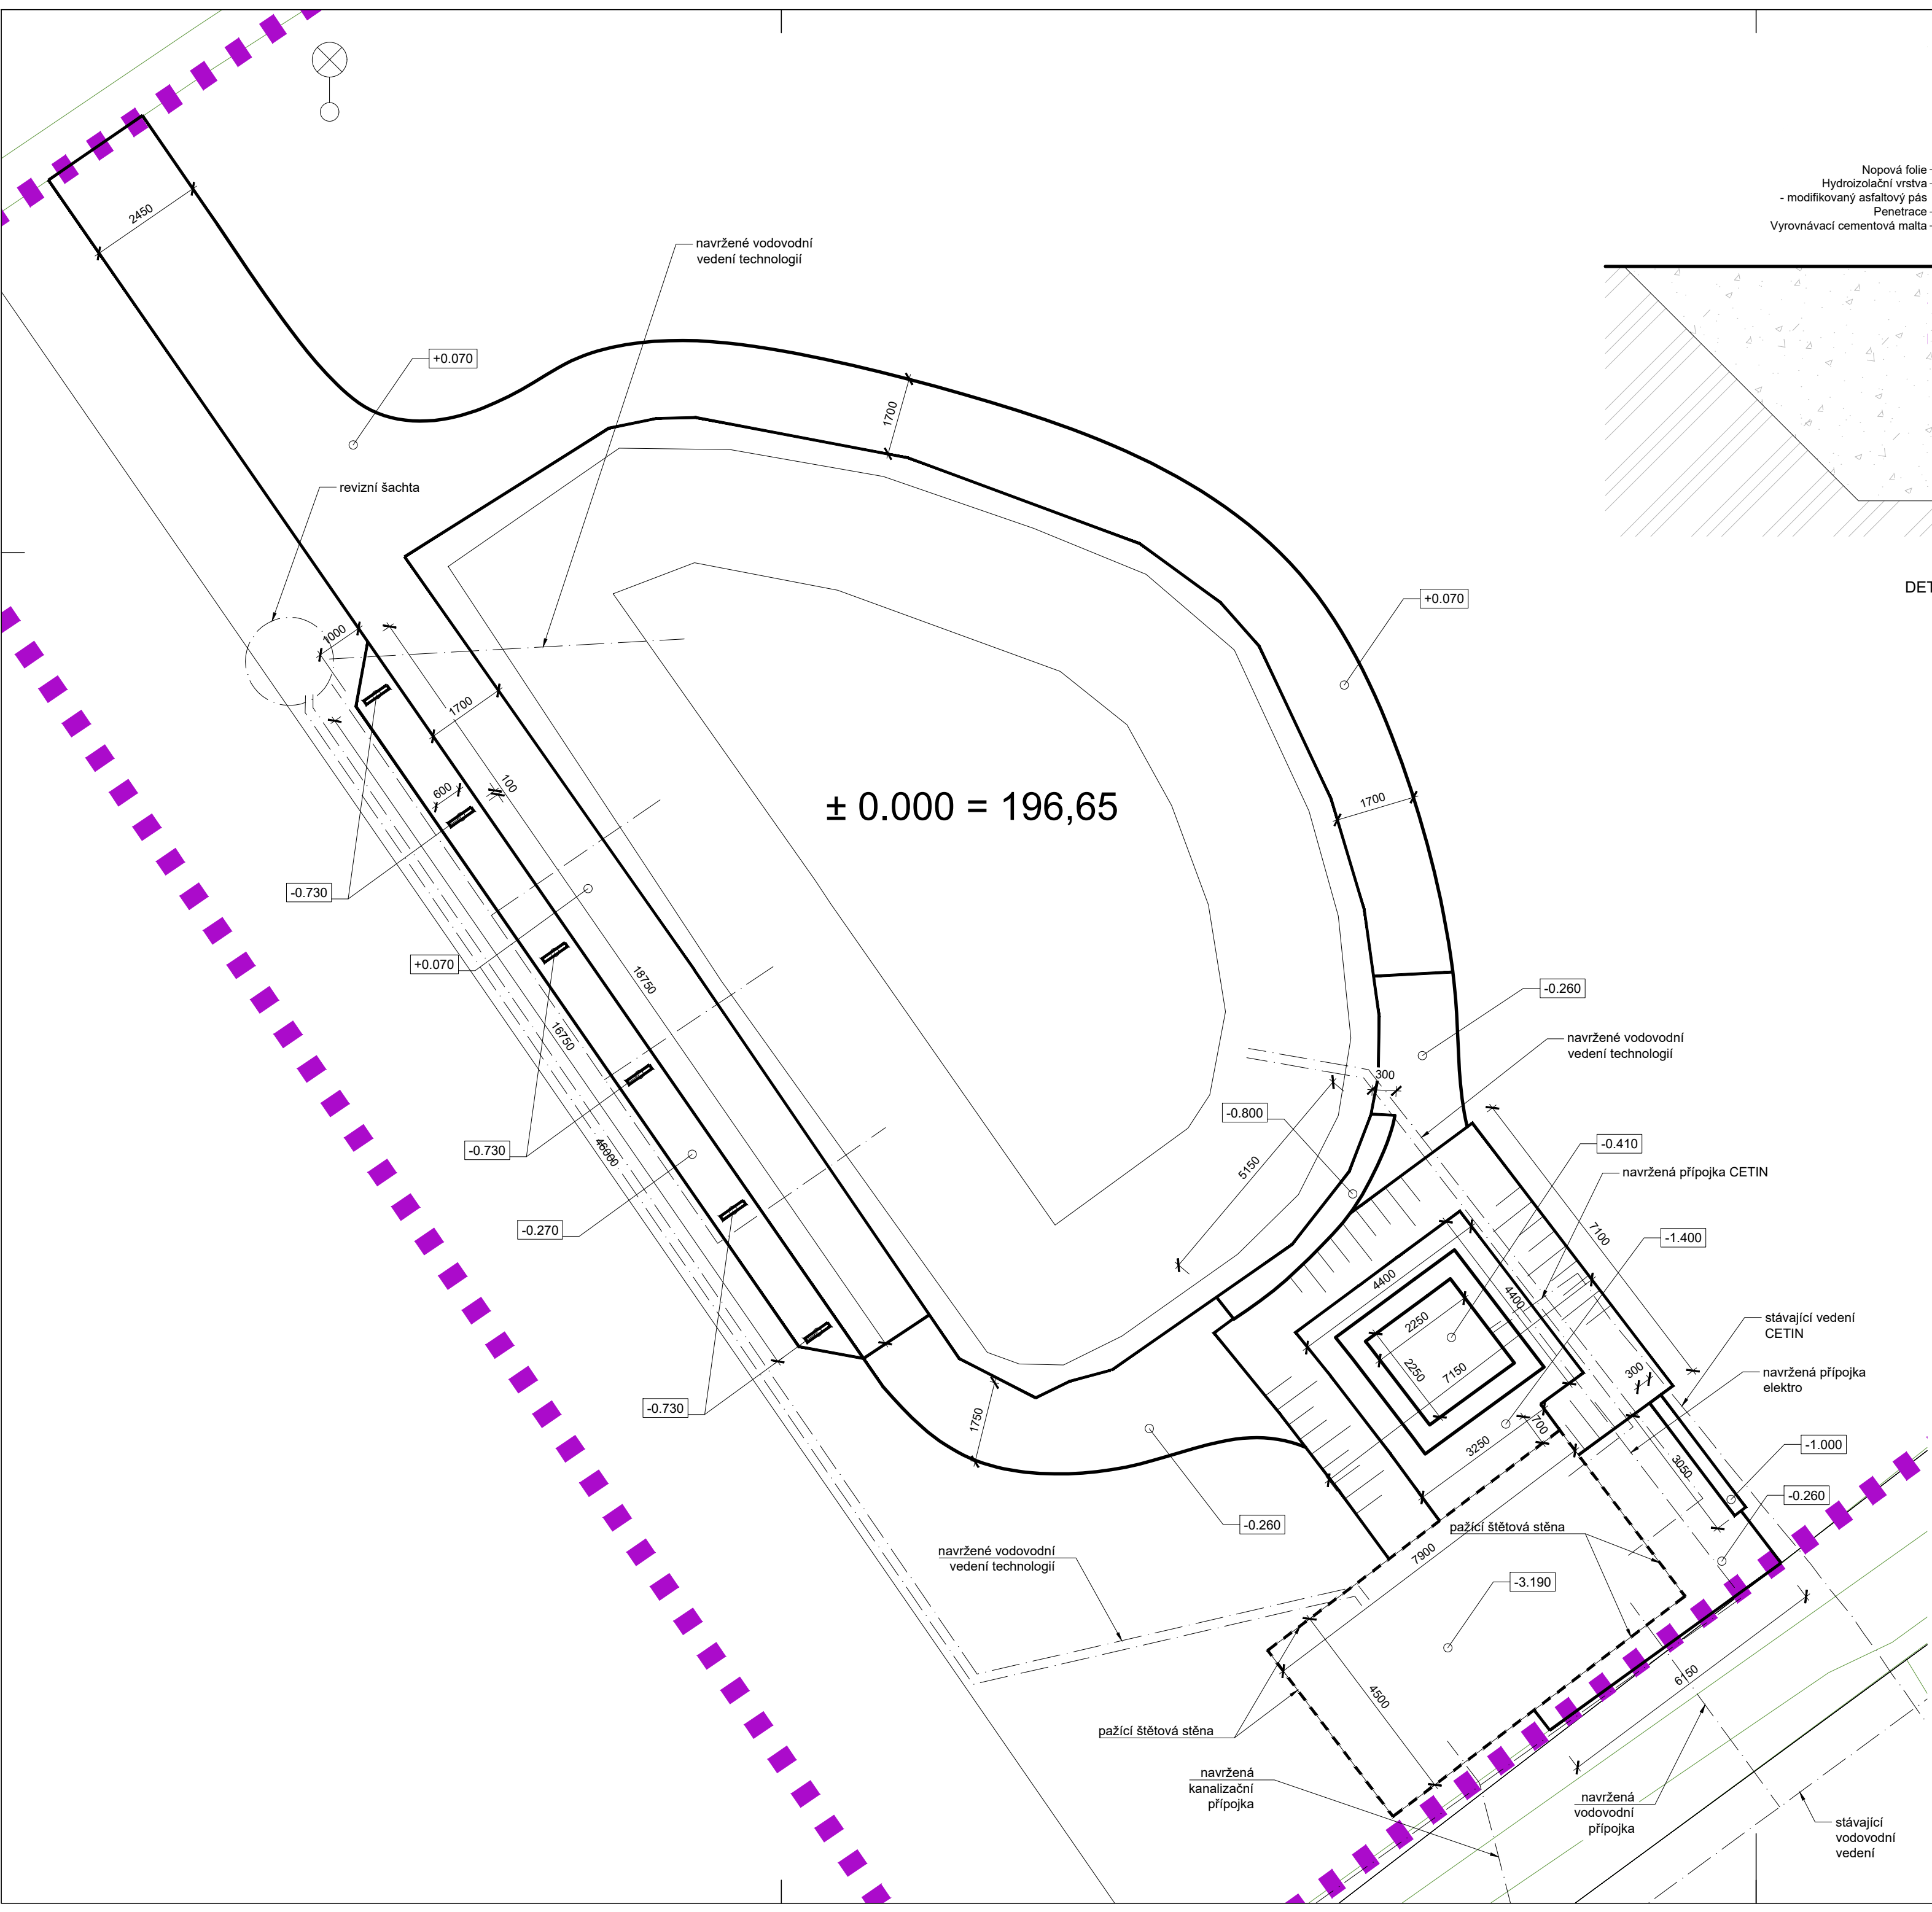 Nopová folie
Hydroizolační vrstva
- modifikovaný asfaltový pás
Penetrace
Vyrovnávací cementová malta
2450
navržené vodovodní
vedení technologií
+0.070
1700
revizní šachta
DET
+0.070
1000
1700
600
100
± 0.000 = 196,65
1700
-0.730
+0.070
18750
-0.260
16750
navržené vodovodní
vedení technologií
300
-0.800
-0.730
46000
5150
-0.410
navržená přípojka CETIN
-0.270
7100
-1.400
4400
4400
2250
2250
7150
stávající vedení
CETIN
300
navržená přípojka
elektro
-0.730
1750
700
3250
-1.000
3050
-0.260
-0.260
pažící štětová stěna
navržené vodovodní
vedení technologií
7900
-3.190
6150
4500
pažící štětová stěna
navržená
kanalizační
přípojka
navržená
vodovodní
přípojka
stávající
vodovodní
vedení